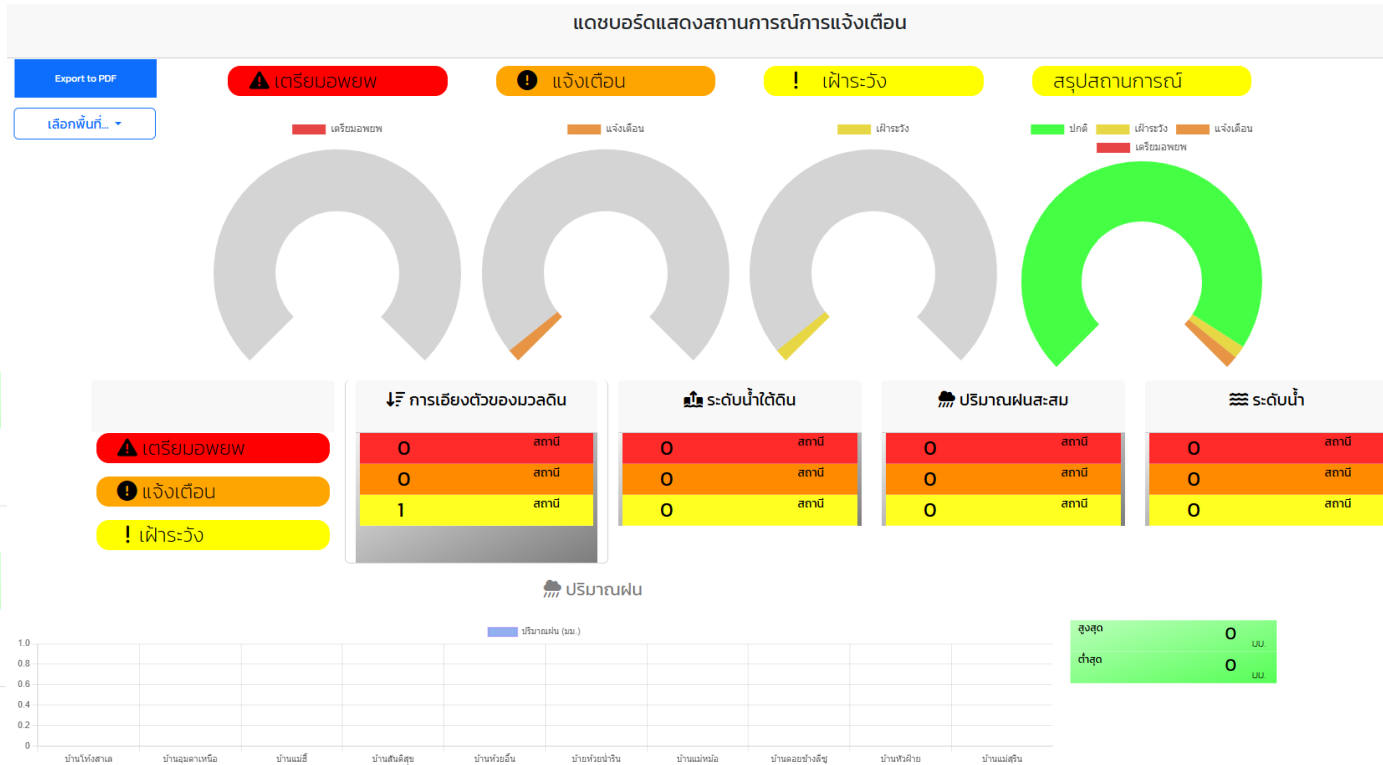 แดชบอร์ดแสดงสถานการณ์การแจ้งเตือน
Export to PDF
เลือกพื้นที่...
เตรียมอพยพ
แจ้งเตือน
เฝ้าระวัง
สรุปสถานการณ์
เตรียมอพยพ
แจ้งเตือน
เฝ้าระวัง
ปกติ เฝ้าระวัง แจ้งเตือน
เตรียมอพยพ
การเอียงตัวของมวลดิน
ระดับน้ำใต้ดิน
ปริมาณฝนสะสม
ระดับน้ำ
เตรียมอพยพ
0 สถานี
0 สถานี
0 สถานี
0 สถานี
แจ้งเตือน
0 สถานี
0 สถานี
0 สถานี
0 สถานี
เฝ้าระวัง
1 สถานี
0 สถานี
0 สถานี
0 สถานี
ปริมาณฝน
ปริมาณฝน (มม.)
1.0
0.8
0.6
0.4
0.2
0
บ้านโท้งสาเล
บ้านอุมดาเหนือ
บ้านแม่ฮี้
บ้านสันติสุข
บ้านห้วยอื้น
บ้ายห้วยน่าริน
บ้านแม่หม้อ
บ้านดอยช้างลีซู
บ้านหัวฝาย
บ้านแม่สุริน
สูงสุด 0 มม.
ต่ำสุด 0 มม.